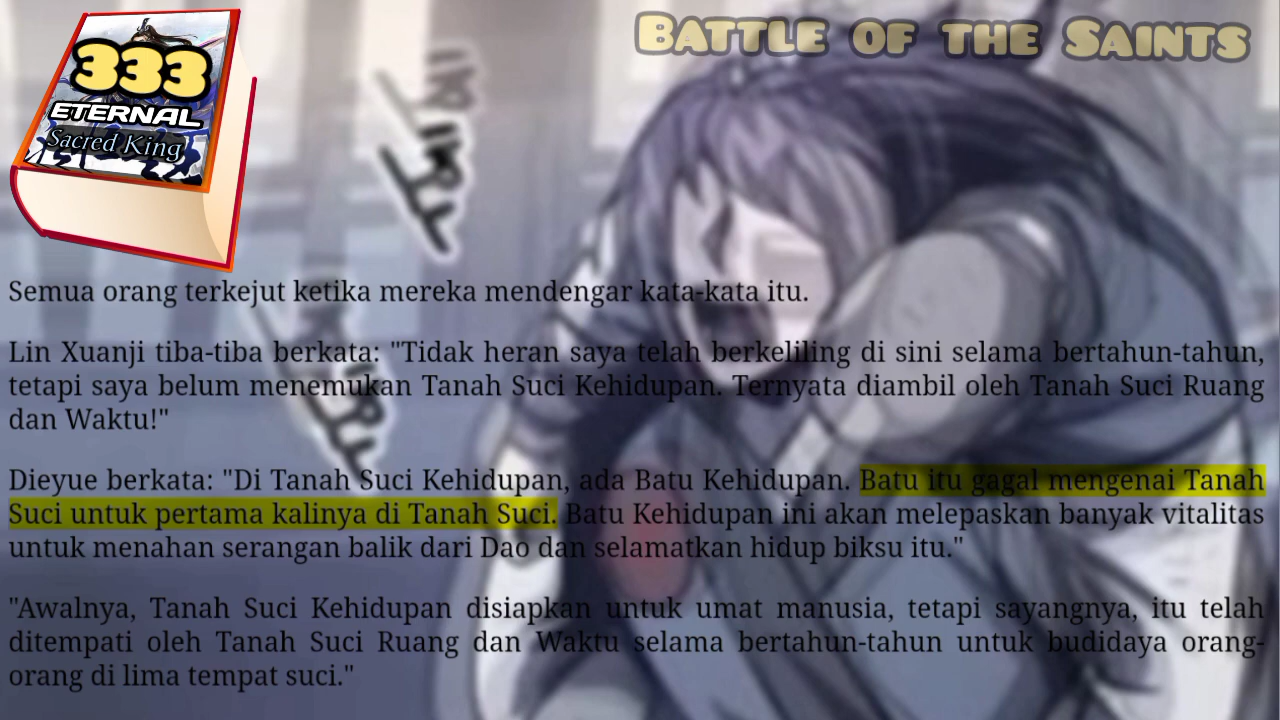 BATTLE OF THE SAINTS
333
ETERNAL
Sacred King
Semua orang terkejut ketika mereka mendengar kata-kata itu.
Lin Xuanji tiba-tiba berkata: "Tidak heran saya telah berkeliling di sini selama bertahun-tahun,
tetapi saya belum menemukan Tanah Suci Kehidupan. Ternyata diambil oleh Tanah Suci Ruang
dan Waktu!"
Dieyue berkata: "Di Tanah Suci Kehidupan, ada Batu Kehidupan. Batu itu gagal mengenai Tanah
Suci untuk pertama kalinya di Tanah Suci. Batu Kehidupan ini akan melepaskan banyak vitalitas
untuk menahan serangan balik dari Dao dan selamatkan hidup biksu itu."
"Awalnya, Tanah Suci Kehidupan disiapkan untuk umat manusia, tetapi sayangnya, itu telah
ditempati oleh Tanah Suci Ruang dan Waktu selama bertahun-tahun untuk budidaya orang-
orang di lima tempat suci."